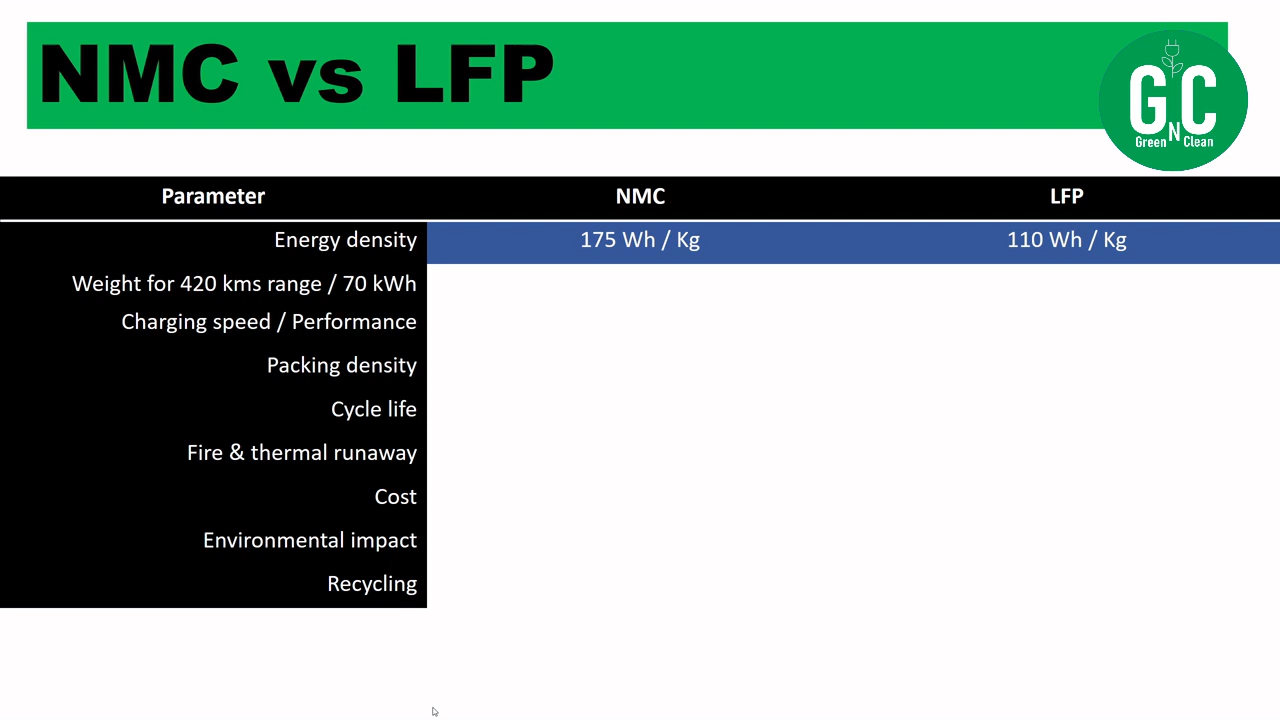 NMC vs LFP
GNC
Green Clean
Parameter NMC LFP
Energy density 175 Wh / Kg 110 Wh / Kg
Weight for 420 kms range / 70 kWh
Charging speed / Performance
Packing density
Cycle life
Fire & thermal runaway
Cost
Environmental impact
Recycling